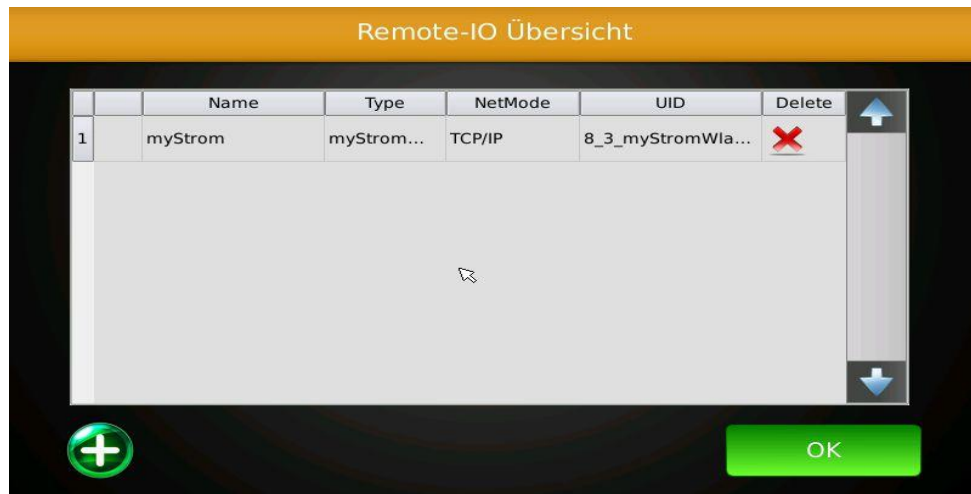 Remote-IO Übersicht
Name Type NetMode UID Delete
1 myStrom myStrom... TCP/IP 8_3_myStromWla...
OK